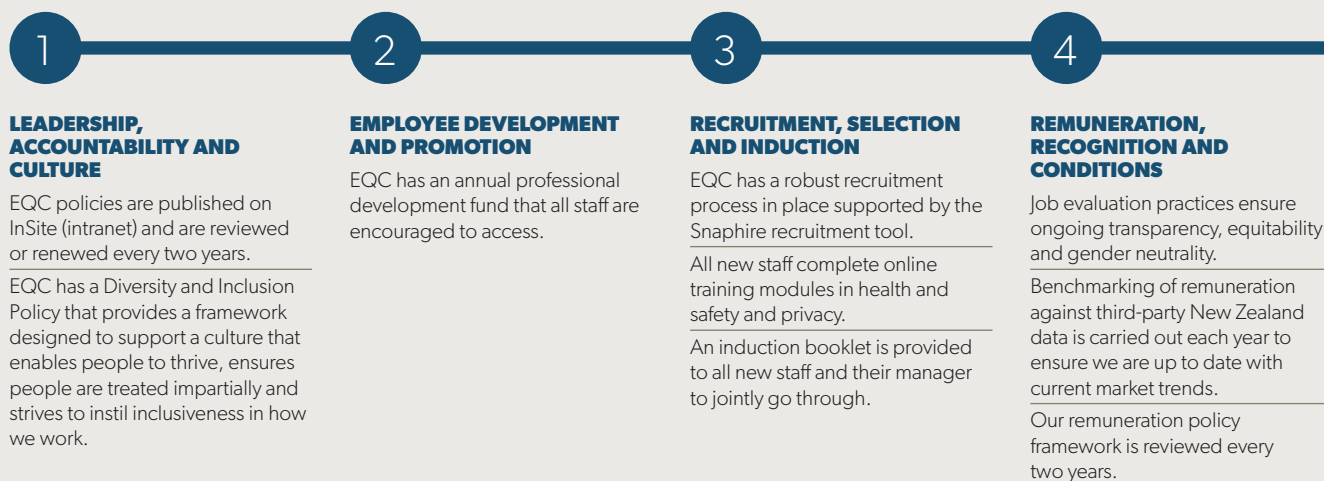 1
LEADERSHIP,
ACCOUNTABILITY AND
CULTURE
EQC policies are published on
InSite (intranet) and are reviewed
or renewed every two years.
EQC has a Diversity and Inclusion
Policy that provides a framework
designed to support a culture that
enables people to thrive, ensures
people are treated impartially and
strives to instil inclusiveness in how
we work.
2
EMPLOYEE DEVELOPMENT
AND PROMOTION
EQC has an annual professional
development fund that all staff are
encouraged to access.
3
RECRUITMENT, SELECTION
AND INDUCTION
EQC has a robust recruitment
process in place supported by the
Snaphire recruitment tool.
All new staff complete online
training modules in health and
safety and privacy.
An induction booklet is provided
to all new staff and their manager
to jointly go through.
4
REMUNERATION,
RECOGNITION AND
CONDITIONS
Job evaluation practices ensure
ongoing transparency, equitability
and gender neutrality.
Benchmarking of remuneration
against third-party New Zealand
data is carried out each year to
ensure we are up to date with
current market trends.
Our remuneration policy
framework is reviewed every
two years.